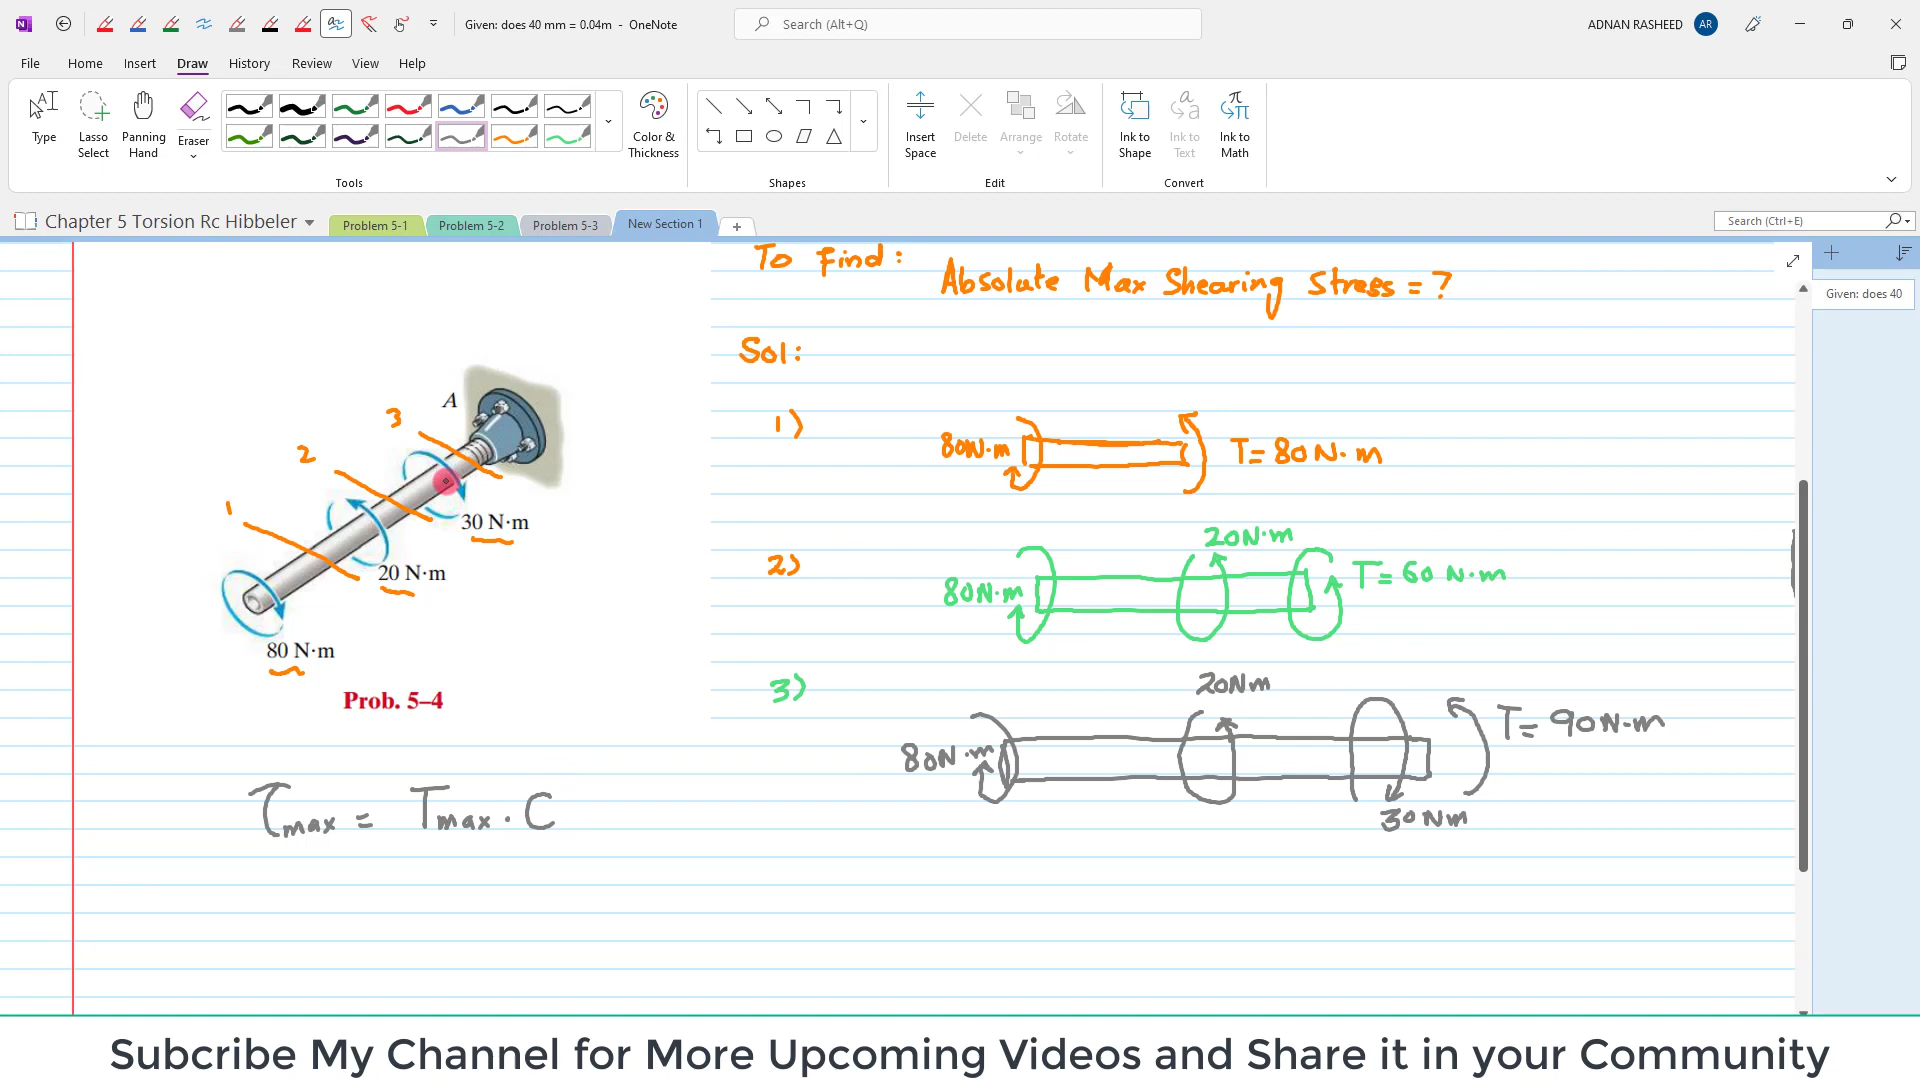 Given: does 40 mm = 0.04m - OneNote
Search (Alt+Q)
ADNAN RASHEED
AR
File Home Insert Draw History Review View Help
Type
Lasso Select
Panning Hand
Eraser
Color & Thickness
Insert Space
Delete
Arrange
Rotate
Ink to Shape
Ink to Text
Ink to Math
Tools
Shapes
Edit
Convert
Chapter 5 Torsion Rc Hibbeler
Problem 5-1
Problem 5-2
Problem 5-3
New Section 1
Search (Ctrl+E)
Given: does 40
To Find:
Absolute Max Shearing Stress = ?
Sol:
A
3
2
1
30 N·m
20 N·m
80 N·m
Prob. 5–4
1)
80N·m
T= 80 N·m
2)
20N·m
80N·m
T= 60 N·m
3)
20Nm
80N·m
T= 90N·m
30Nm
τmax = Tmax · C
Subcribe My Channel for More Upcoming Videos and Share it in your Community